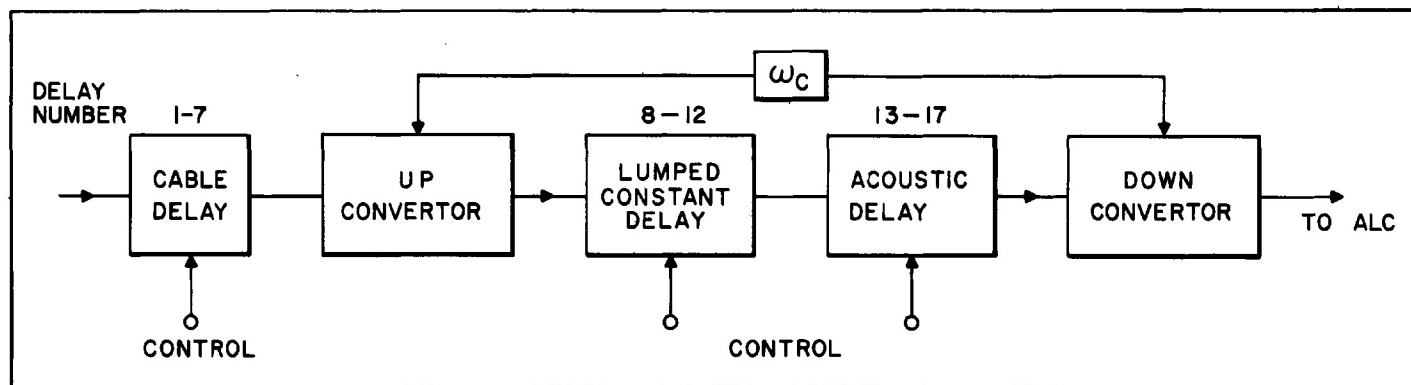 ωc
DELAY
NUMBER
1-7
8-12
13-17
CABLE
DELAY
UP
CONVERTOR
LUMPED
CONSTANT
DELAY
ACOUSTIC
DELAY
DOWN
CONVERTOR
TO ALC
CONTROL
CONTROL